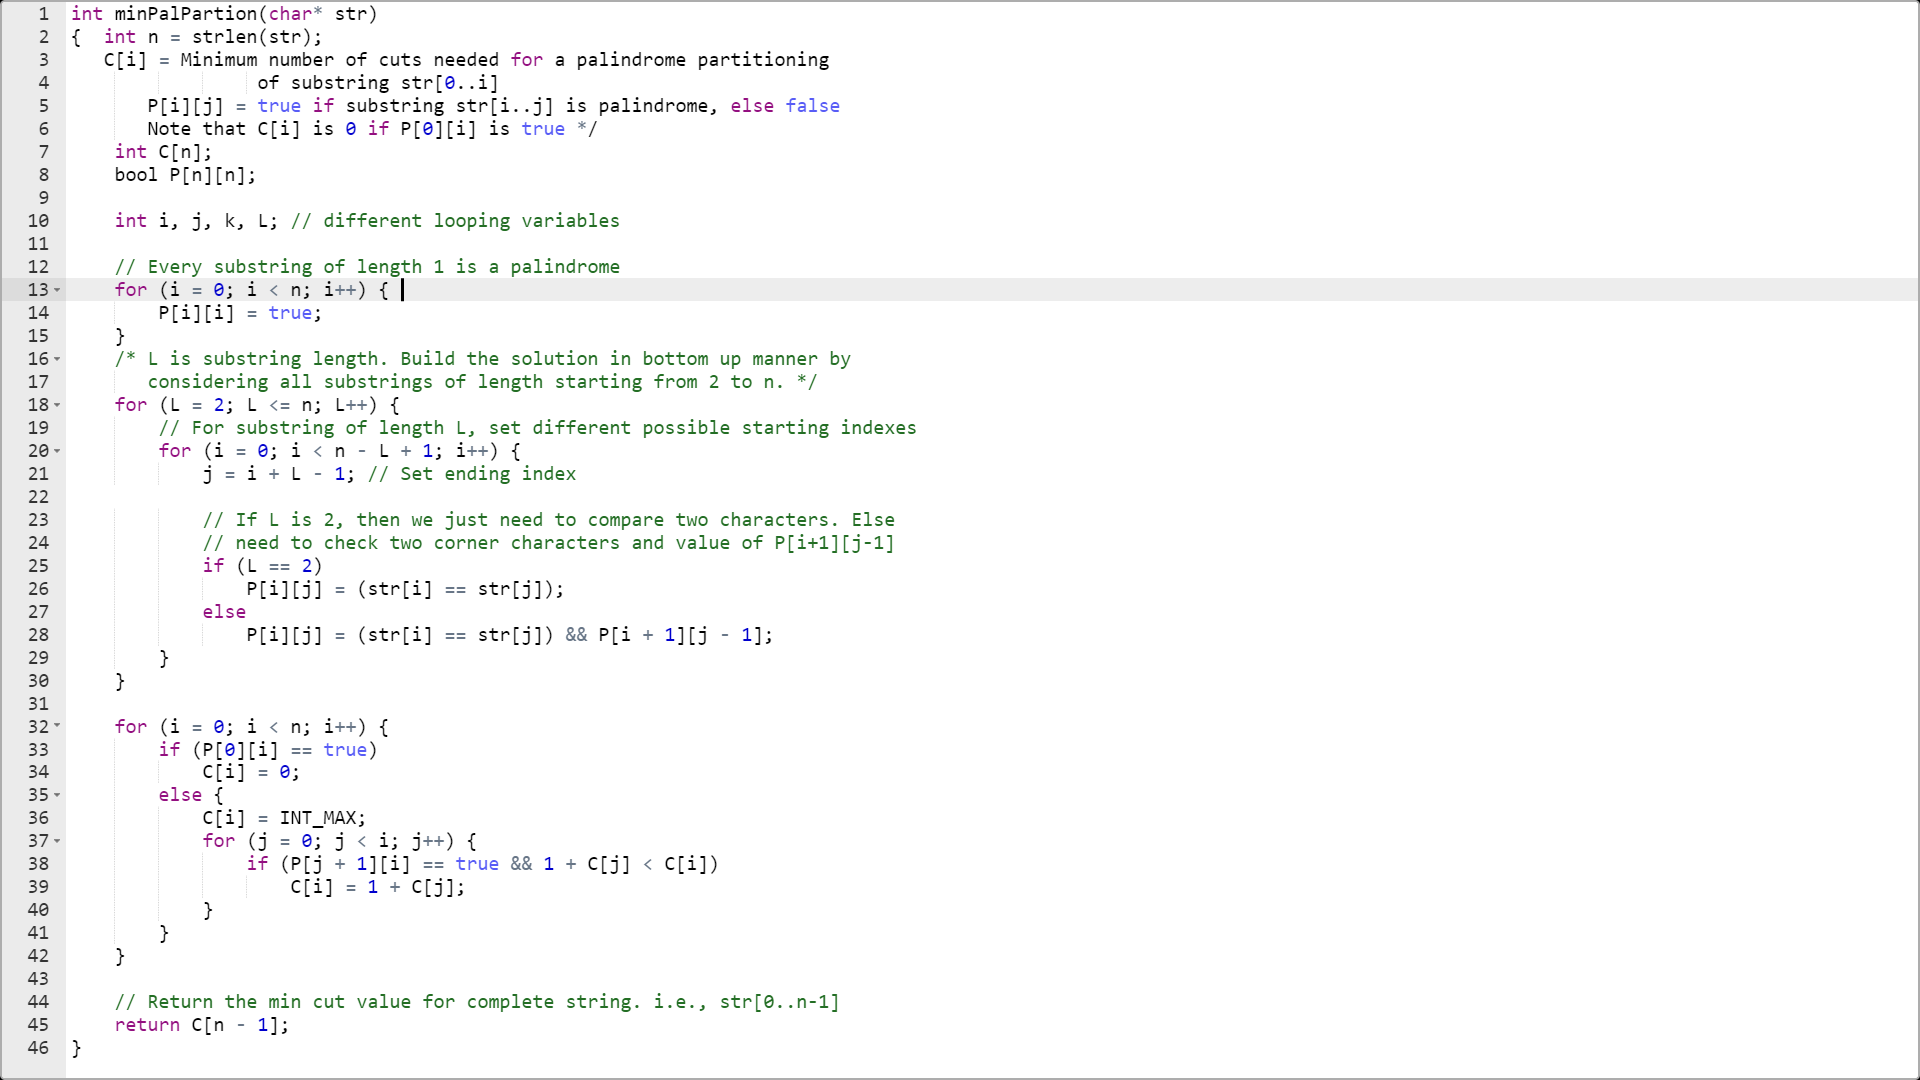 1 int minPalPartion(char* str)
2 {  int n = strlen(str);
3    C[i] = Minimum number of cuts needed for a palindrome partitioning
4                  of substring str[0..i]
5        P[i][j] = true if substring str[i..j] is palindrome, else false
6        Note that C[i] is 0 if P[0][i] is true */
7     int C[n];
8     bool P[n][n];
9
10     int i, j, k, L; // different looping variables
11
12     // Every substring of length 1 is a palindrome
13     for (i = 0; i < n; i++) {
14         P[i][i] = true;
15     }
16     /* L is substring length. Build the solution in bottom up manner by
17        considering all substrings of length starting from 2 to n. */
18     for (L = 2; L <= n; L++) {
19         // For substring of length L, set different possible starting indexes
20         for (i = 0; i < n - L + 1; i++) {
21             j = i + L - 1; // Set ending index
22
23             // If L is 2, then we just need to compare two characters. Else
24             // need to check two corner characters and value of P[i+1][j-1]
25             if (L == 2)
26                 P[i][j] = (str[i] == str[j]);
27             else
28                 P[i][j] = (str[i] == str[j]) && P[i + 1][j - 1];
29         }
30     }
31
32     for (i = 0; i < n; i++) {
33         if (P[0][i] == true)
34             C[i] = 0;
35         else {
36             C[i] = INT_MAX;
37             for (j = 0; j < i; j++) {
38                 if (P[j + 1][i] == true && 1 + C[j] < C[i])
39                     C[i] = 1 + C[j];
40             }
41         }
42     }
43
44     // Return the min cut value for complete string. i.e., str[0..n-1]
45     return C[n - 1];
46 }